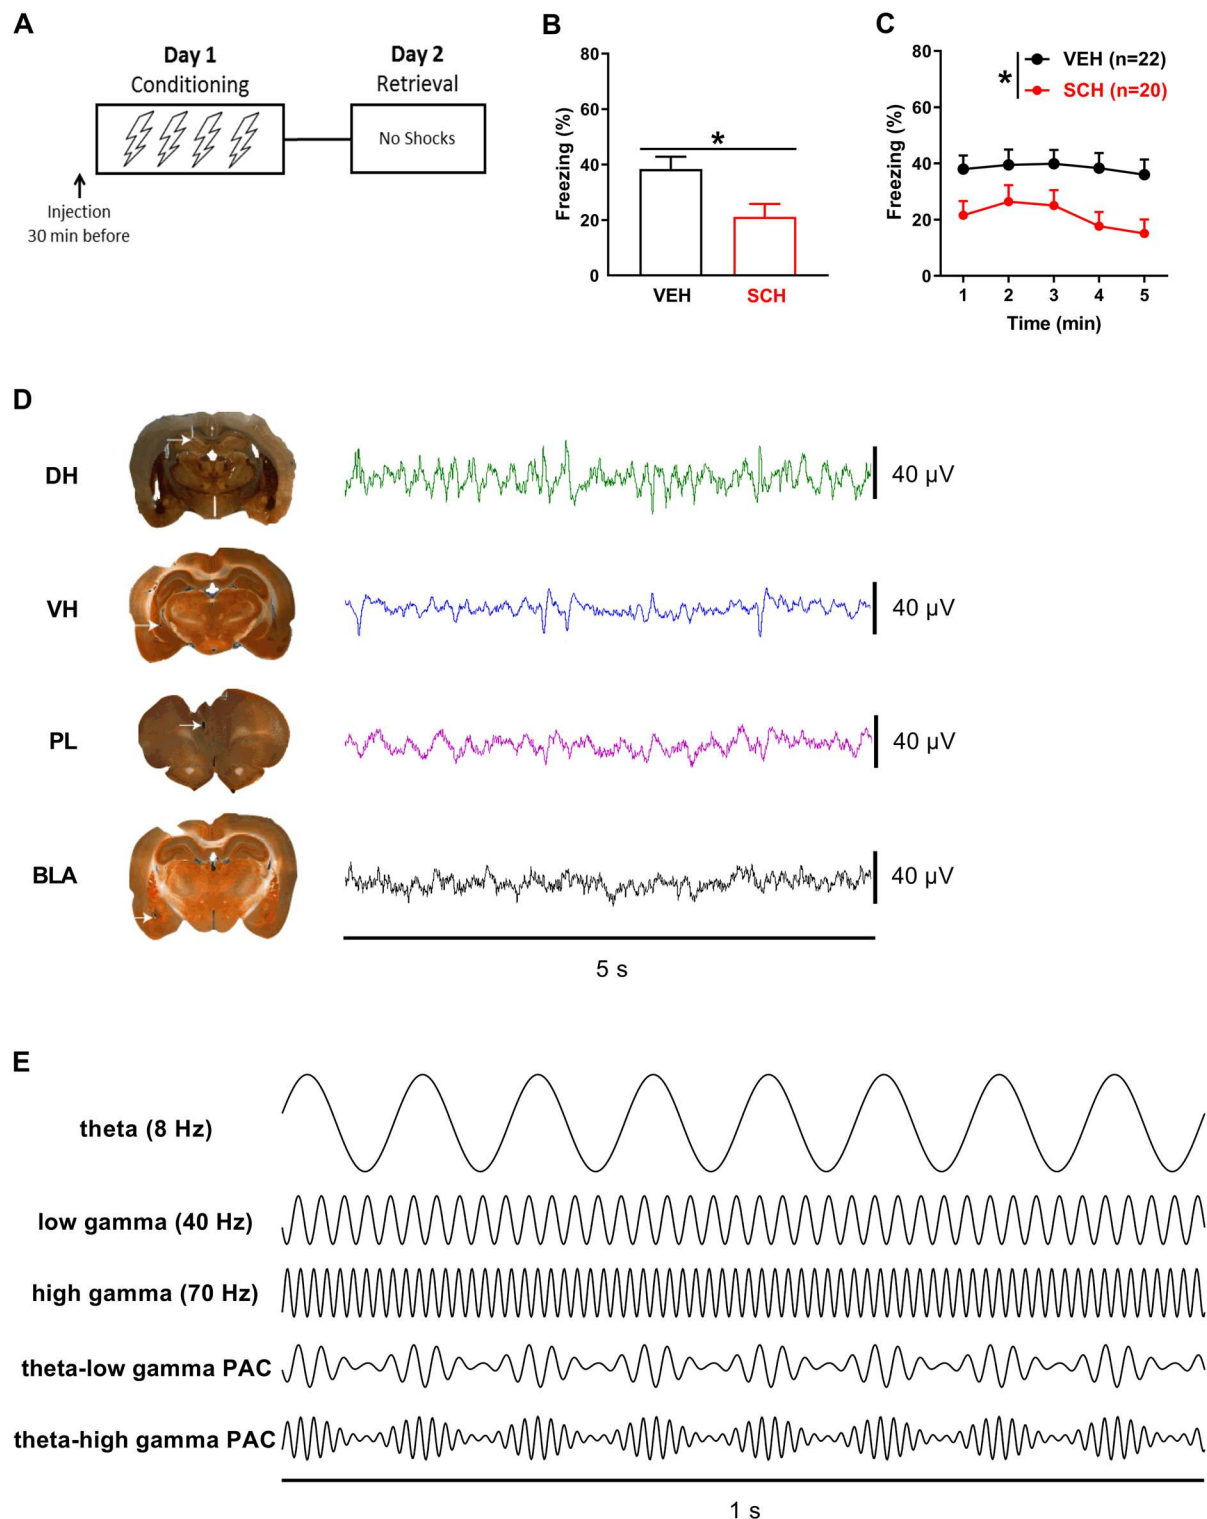 A
Day 1
Conditioning
Day 2
Retrieval
No Shocks
Injection
30 min before
B
80
60
40
20
0
Freezing (%)
*
VEH
SCH
C
80
60
40
20
0
Freezing (%)
*
VEH (n=22)
SCH (n=20)
1 2 3 4 5
Time (min)
D
DH
40 µV
VH
40 µV
PL
40 µV
BLA
40 µV
5 s
E
theta (8 Hz)
low gamma (40 Hz)
high gamma (70 Hz)
theta-low gamma PAC
theta-high gamma PAC
1 s